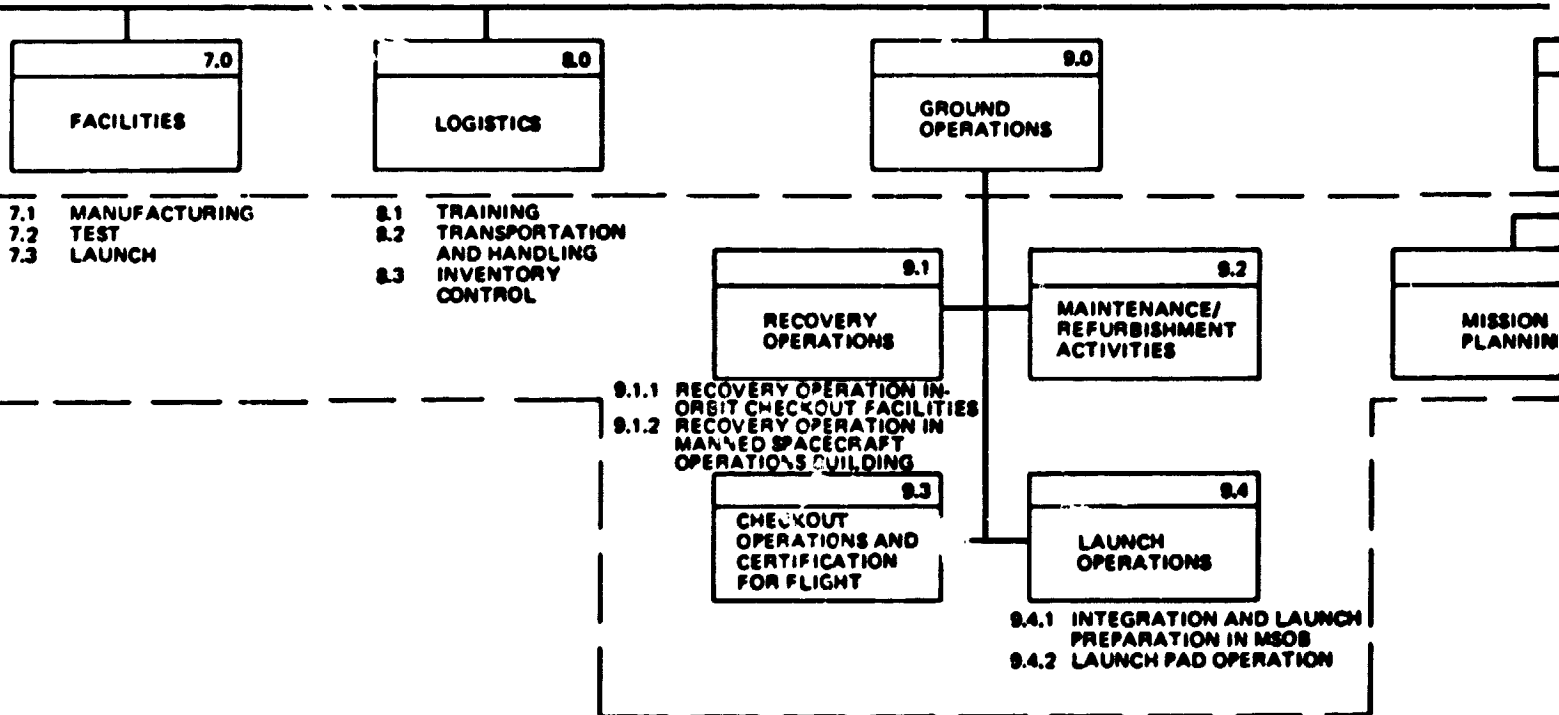 7.0
FACILITIES
7.1 MANUFACTURING
7.2 TEST
7.3 LAUNCH
8.0
LOGISTICS
8.1 TRAINING
8.2 TRANSPORTATION
AND HANDLING
8.3 INVENTORY
CONTROL
9.0
GROUND
OPERATIONS
9.1
RECOVERY
OPERATIONS
9.1.1 RECOVERY OPERATION IN-
ORBIT CHECKOUT FACILITIES
9.1.2 RECOVERY OPERATION IN
MANNED SPACECRAFT
OPERATIONS BUILDING
9.2
MAINTENANCE/
REFURBISHMENT
ACTIVITIES
9.3
CHECKOUT
OPERATIONS AND
CERTIFICATION
FOR FLIGHT
9.4
LAUNCH
OPERATIONS
9.4.1 INTEGRATION AND LAUNCH
PREPARATION IN MSOB
9.4.2 LAUNCH PAD OPERATION
MISSION